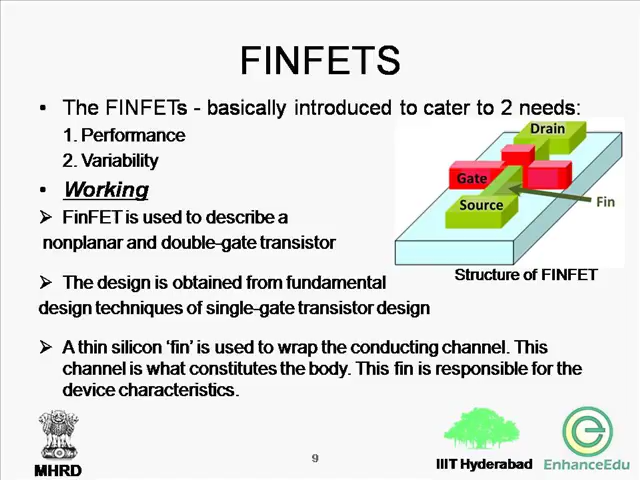 FINFETS
• The FINFETs - basically introduced to cater to 2 needs:
1. Performance
2. Variability
• Working
➢ FinFET is used to describe a
nonplanar and double-gate transistor
➢ The design is obtained from fundamental
design techniques of single-gate transistor design
➢ A thin silicon ‘fin’ is used to wrap the conducting channel. This
channel is what constitutes the body. This fin is responsible for the
device characteristics.
Drain
Gate
Source
Fin
Structure of FINFET
MHRD
9
IIIT Hyderabad
EnhanceEdu